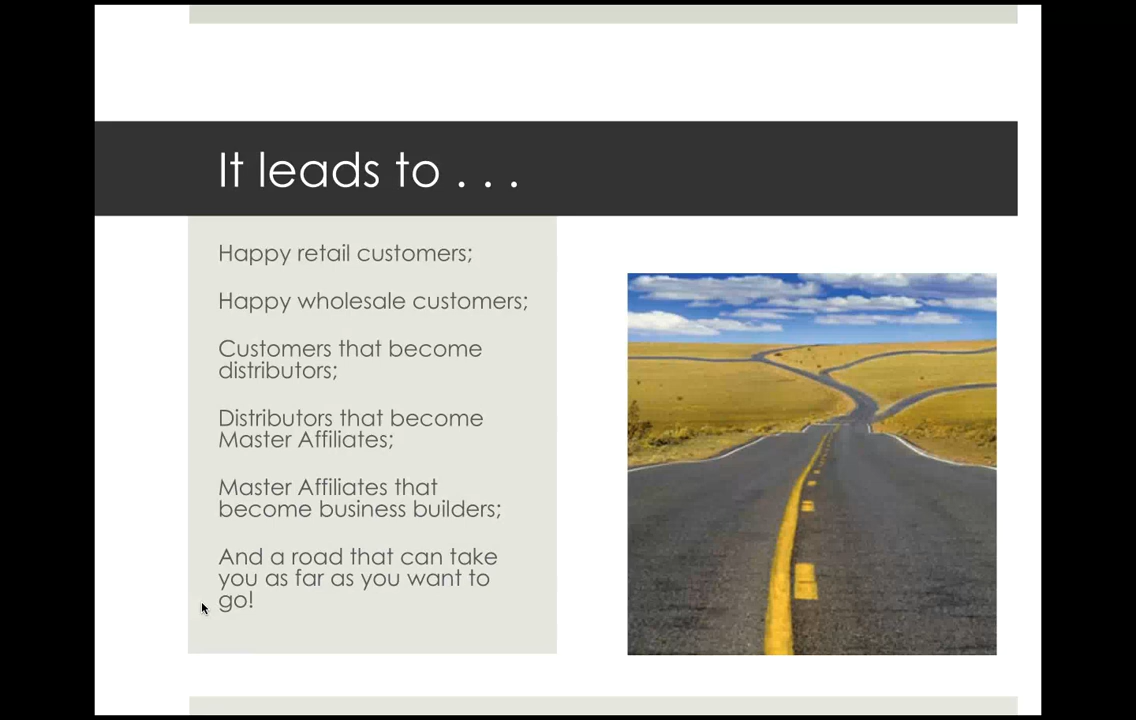 It leads to . . .
Happy retail customers;
Happy wholesale customers;
Customers that become
distributors;
Distributors that become
Master Affiliates;
Master Affiliates that
become business builders;
And a road that can take
you as far as you want to
go!